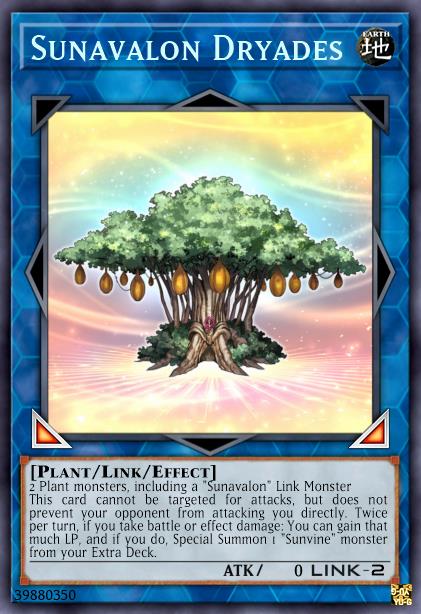 SUNAVALON DRYADES
EARTH
地
[PLANT/LINK/EFFECT]
2 Plant monsters, including a "Sunavalon" Link Monster
This card cannot be targeted for attacks, but does not
prevent your opponent from attacking you directly. Twice
per turn, if you take battle or effect damage: You can gain that
much LP, and if you do, Special Summon 1 "Sunvine" monster
from your Extra Deck.
ATK/ 0 LINK-2
39880350